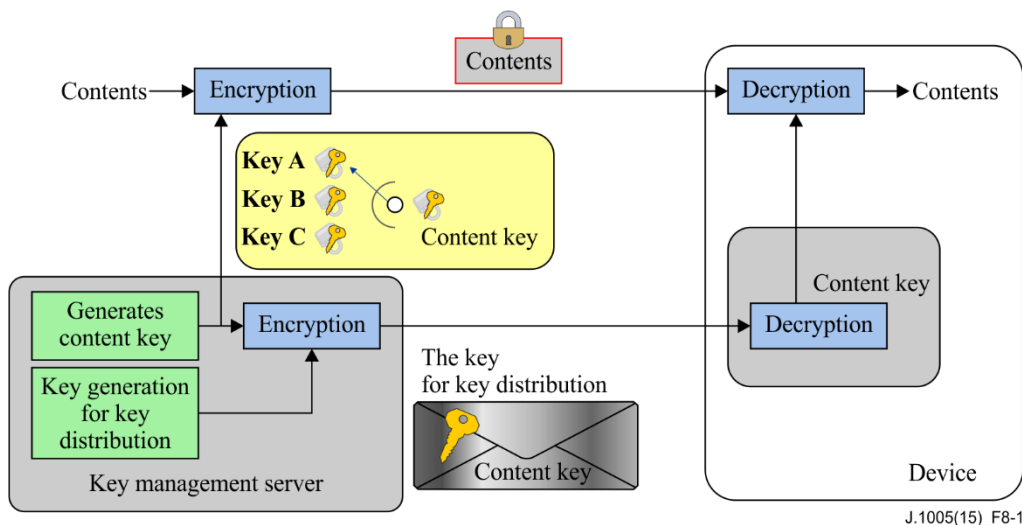 Contents
Contents
Encryption
Decryption
Contents
Key A
Key B
Key C
Content key
Generates
content key
Encryption
Key generation
for key
distribution
Key management server
The key
for key distribution
Content key
Content key
Decryption
Device
J.1005(15)_F8-1